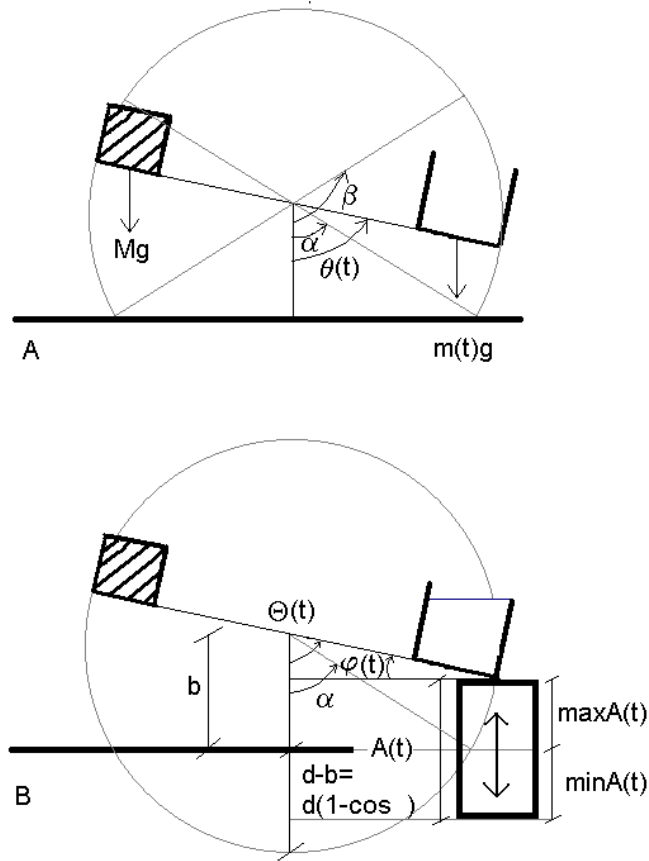 β
α
θ(t)
Mg
A
m(t)g
Θ(t)
φ(t)
b
α
maxA(t)
A(t)
d-b=
minA(t)
d(1-cos )
B